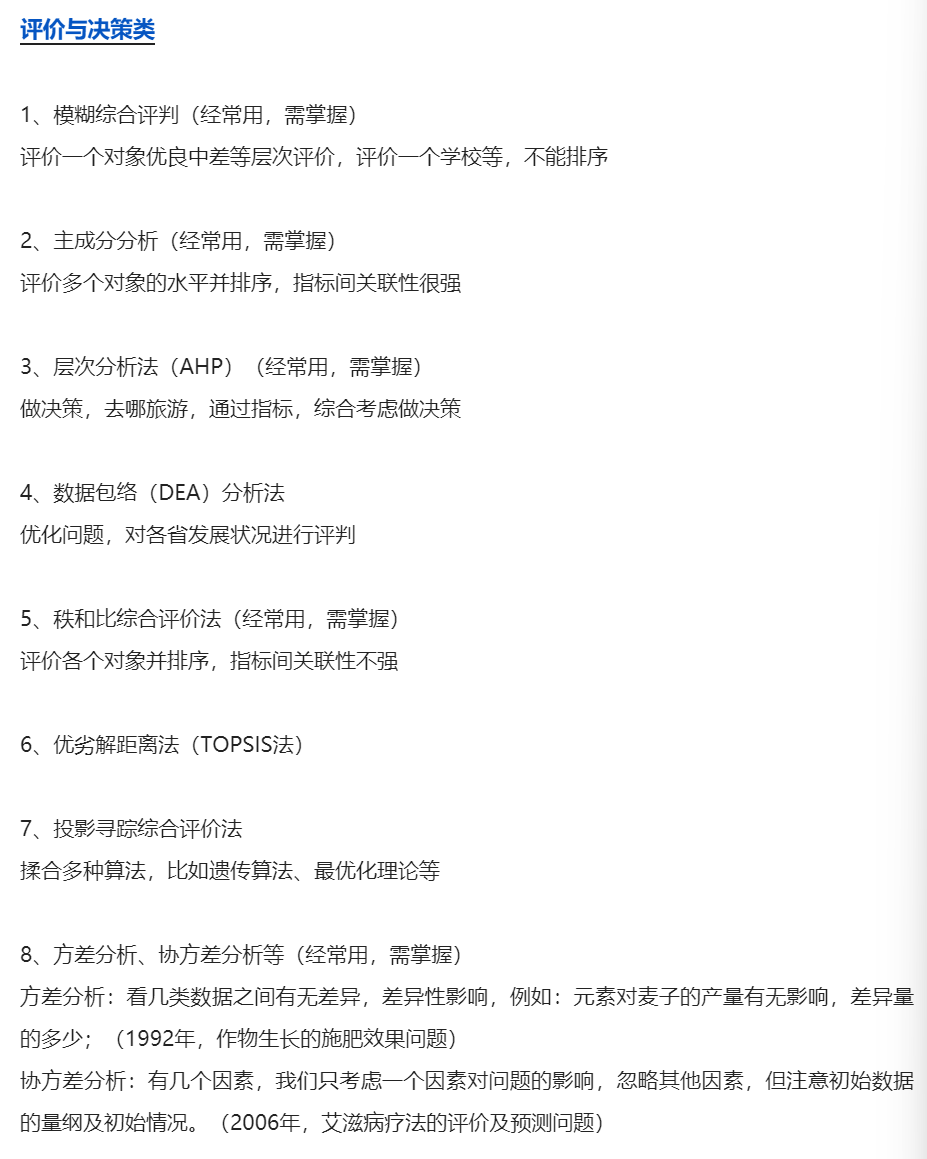 评价与决策类
1、模糊综合评判（经常用，需掌握）
评价一个对象优良中差等层次评价，评价一个学校等，不能排序
2、主成分分析（经常用，需掌握）
评价多个对象的水平并排序，指标间关联性很强
3、层次分析法（AHP）（经常用，需掌握）
做决策，去哪旅游，通过指标，综合考虑做决策
4、数据包络（DEA）分析法
优化问题，对各省发展状况进行评判
5、秩和比综合评价法（经常用，需掌握）
评价各个对象并排序，指标间关联性不强
6、优劣解距离法（TOPSIS法）
7、投影寻踪综合评价法
揉合多种算法，比如遗传算法、最优化理论等
8、方差分析、协方差分析等（经常用，需掌握）
方差分析：看几类数据之间有无差异，差异性影响，例如：元素对麦子的产量有无影响，差异量
的多少；（1992年，作物生长的施肥效果问题）
协方差分析：有几个因素，我们只考虑一个因素对问题的影响，忽略其他因素，但注意初始数据
的量纲及初始情况。（2006年，艾滋病疗法的评价及预测问题）